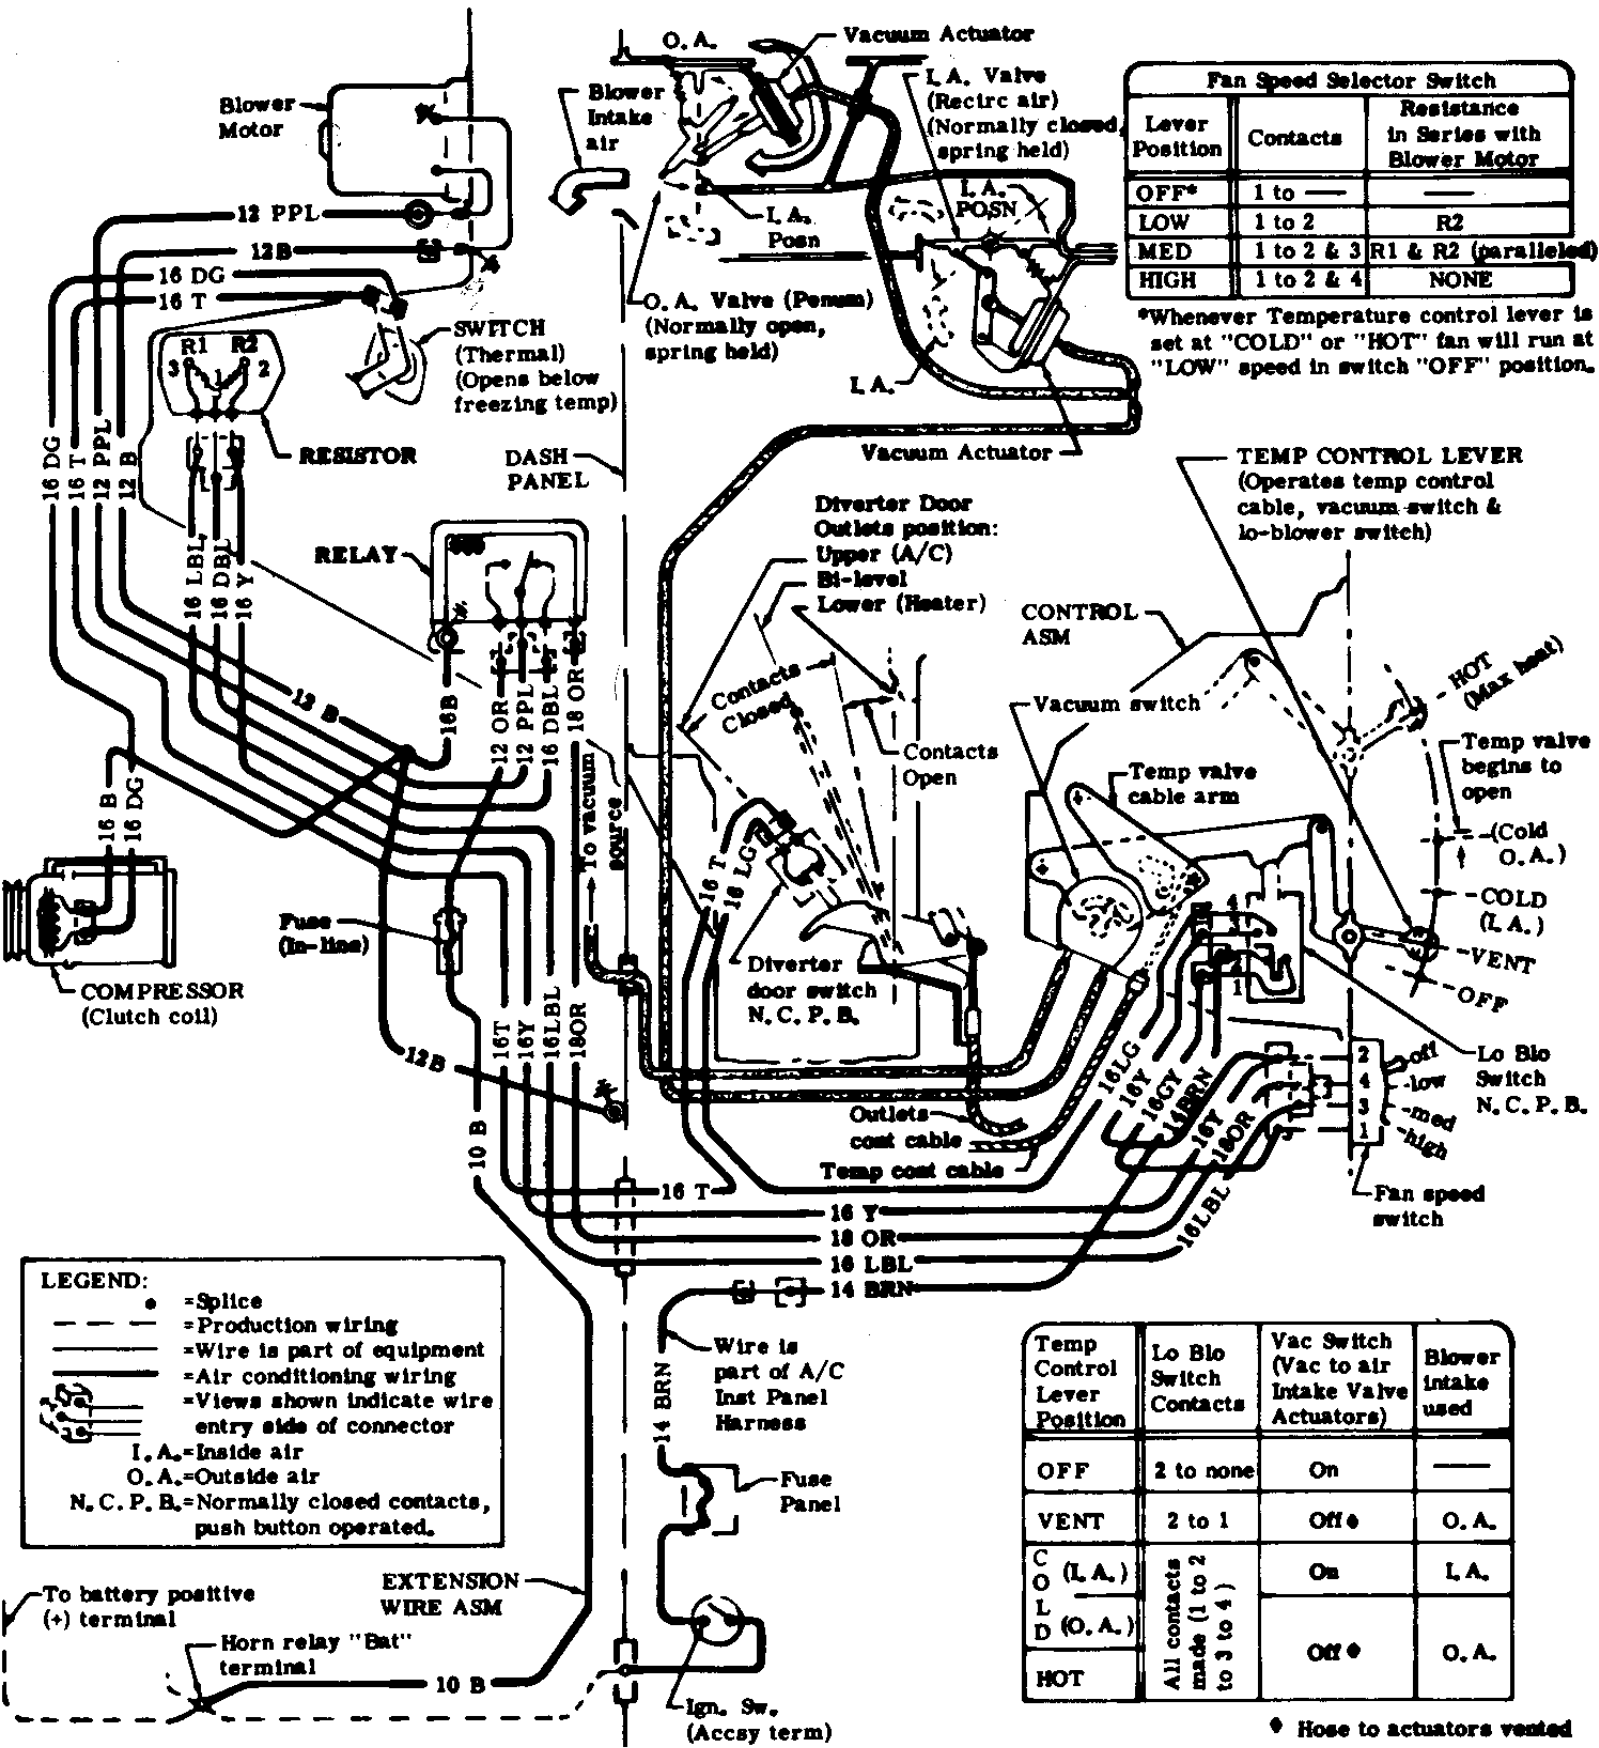 O. A.
Vacuum Actuator
Blower
Motor
Blower
Intake
air
I. A. Valve
(Recirc air)
(Normally closed,
spring held)
I. A.
POSN
I. A.
Posn
O. A. Valve (Penum)
(Normally open,
spring held)
I. A.
Vacuum Actuator
Fan Speed Selector Switch
Lever
Position
Contacts
Resistance
in Series with
Blower Motor
OFF* 1 to — —
LOW 1 to 2 R2
MED 1 to 2 & 3 R1 & R2 (paralleled)
HIGH 1 to 2 & 4 NONE
*Whenever Temperature control lever is
set at "COLD" or "HOT" fan will run at
"LOW" speed in switch "OFF" position.
12 PPL
12B
16 DG
16 T
SWITCH
(Thermal)
(Opens below
freezing temp)
R1 R2
3 1 2
RESISTOR
16 DG
16 T
12 PPL
12 B
16 LBL
16 DBL
16 Y
DASH
PANEL
RELAY
Diverter Door
Outlets position:
Upper (A/C)
Bi-level
Lower (Heater)
TEMP CONTROL LEVER
(Operates temp control
cable, vacuum switch &
lo-blower switch)
CONTROL
ASM
Contacts
Closed
Contacts
Open
Vacuum switch
HOT
(Max heat)
Temp valve
begins to
open
Temp valve
cable arm
(Cold
O. A.)
COLD
(I. A.)
VENT
OFF
12 B
16B
12 OR
12 PPL
16 DBL
18 OR
To vacuum
source
16 B
16 DG
16 T
16 LG
4
3
2
1
Fuse
(In-line)
COMPRESSOR
(Clutch coil)
Diverter
door switch
N. C. P. B.
16T
16Y
16LBL
18OR
12B
10 B
Outlets
cont cable
Temp cont cable
16LG
16Y
16GY
14BRN
16Y
18OR
16LBL
2
4
3
1
off
low
med
high
Lo Blo
Switch
N. C. P. B.
Fan speed
switch
16 T
16 Y
18 OR
16 LBL
14 BRN
LEGEND:
=Splice
=Production wiring
=Wire is part of equipment
=Air conditioning wiring
=Views shown indicate wire
entry side of connector
I. A.=Inside air
O. A.=Outside air
N. C. P. B.=Normally closed contacts,
push button operated.
Wire is
part of A/C
Inst Panel
Harness
14 BRN
Fuse
Panel
EXTENSION
WIRE ASM
To battery positive
(+) terminal
Horn relay "Bat"
terminal
10 B
Ign. Sw.
(Accsy term)
Temp
Control
Lever
Position
Lo Blo
Switch
Contacts
Vac Switch
(Vac to air
Intake Valve
Actuators)
Blower
intake
used
OFF 2 to none On —
VENT 2 to 1 Off♦ O. A.
COLD (I. A.) On I. A.
(O. A.)
HOT
All contacts
made (1 to 2
to 3 to 4)
Off ♦ O. A.
♦ Hose to actuators vented